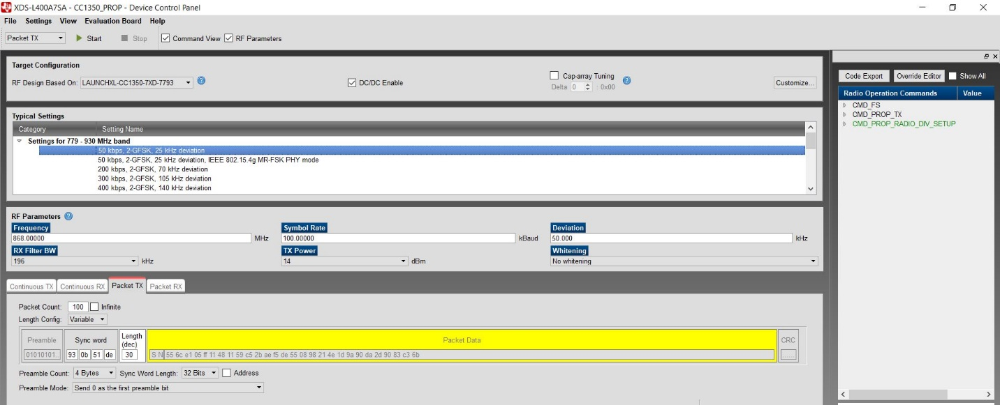 XDS-L400A7SA - CC1350_PROP - Device Control Panel
File Settings View Evaluation Board Help
Packet TX Start Stop Command View RF Parameters
Target Configuration
RF Design Based On: LAUNCHXL-CC1350-7XD-7793 DC/DC Enable
Cap-array Tuning
Delta 0 : 0x00
Customize...
Typical Settings
Category Setting Name
Settings for 779 - 930 MHz band
50 kbps, 2-GFSK, 25 kHz deviation
50 kbps, 2-GFSK, 25 kHz deviation, IEEE 802.15.4g MR-FSK PHY mode
200 kbps, 2-GFSK, 70 kHz deviation
300 kbps, 2-GFSK, 105 kHz deviation
400 kbps, 2-GFSK, 140 kHz deviation
RF Parameters
Frequency Symbol Rate Deviation
868.00000 MHz 100.00000 kBaud 50.000 kHz
RX Filter BW TX Power Whitening
196 kHz 14 dBm No whitening
Continuous TX Continuous RX Packet TX Packet RX
Packet Count: 100 Infinite
Length Config: Variable
Preamble Sync word Length (dec) Packet Data CRC
01010101.. 93 0b 51 de 30 S N 55 6c e1 05 ff 11 48 11 59 c5 2b ae f5 de 55 08 98 21 4e 1d 9a 90 da 2d 90 83 c3 6b
Preamble Count: 4 Bytes Sync Word Length: 32 Bits Address
Preamble Mode: Send 0 as the first preamble bit
Code Export Override Editor Show All
Radio Operation Commands Value
CMD_FS
CMD_PROP_TX
CMD_PROP_RADIO_DIV_SETUP